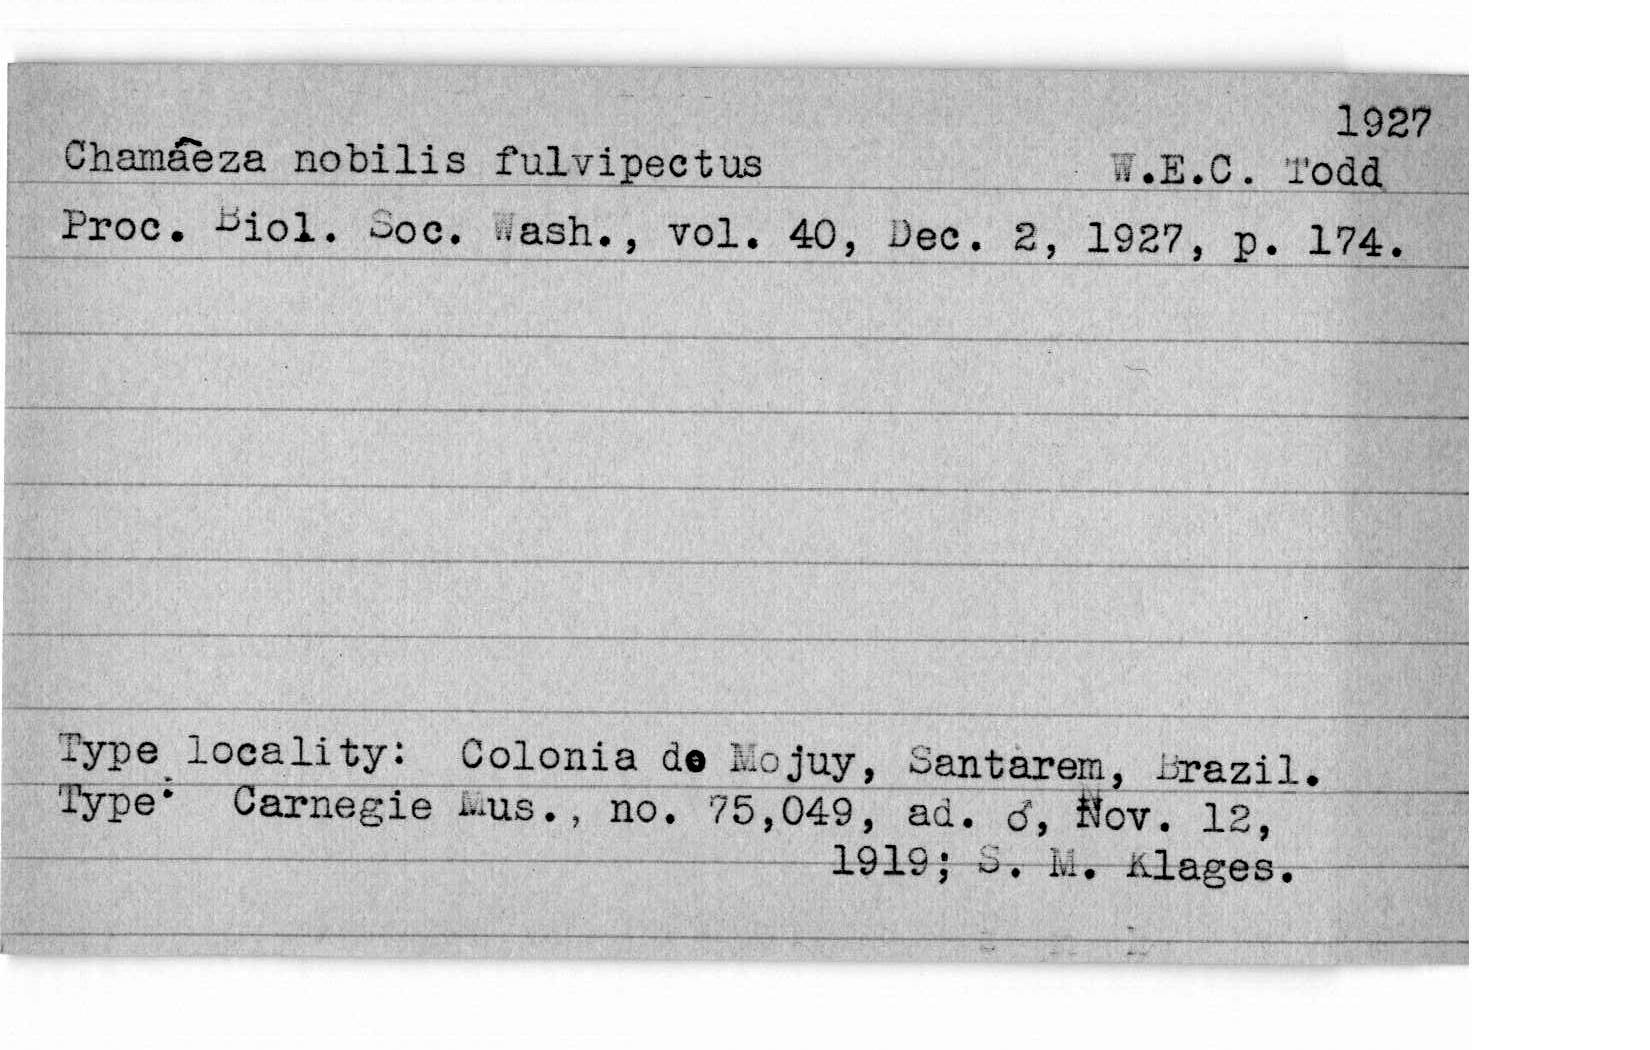 1927
Chamæeza nobilis fulvipectus W.E.C. Todd
Proc. Biol. Soc. Wash., vol. 40, Dec. 2, 1927, p. 174.
Type locality: Colonia do Mojuy, Santarem, Brazil.
Type: Carnegie Mus., no. 75,049, ad. ♂, Nov. 12,
1919; S. M. Klages.